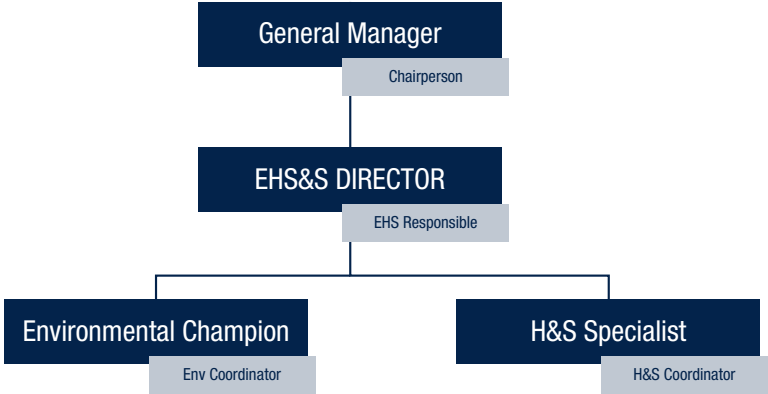 General Manager
Chairperson
EHS&S DIRECTOR
EHS Responsible
Environmental Champion
Env Coordinator
H&S Specialist
H&S Coordinator